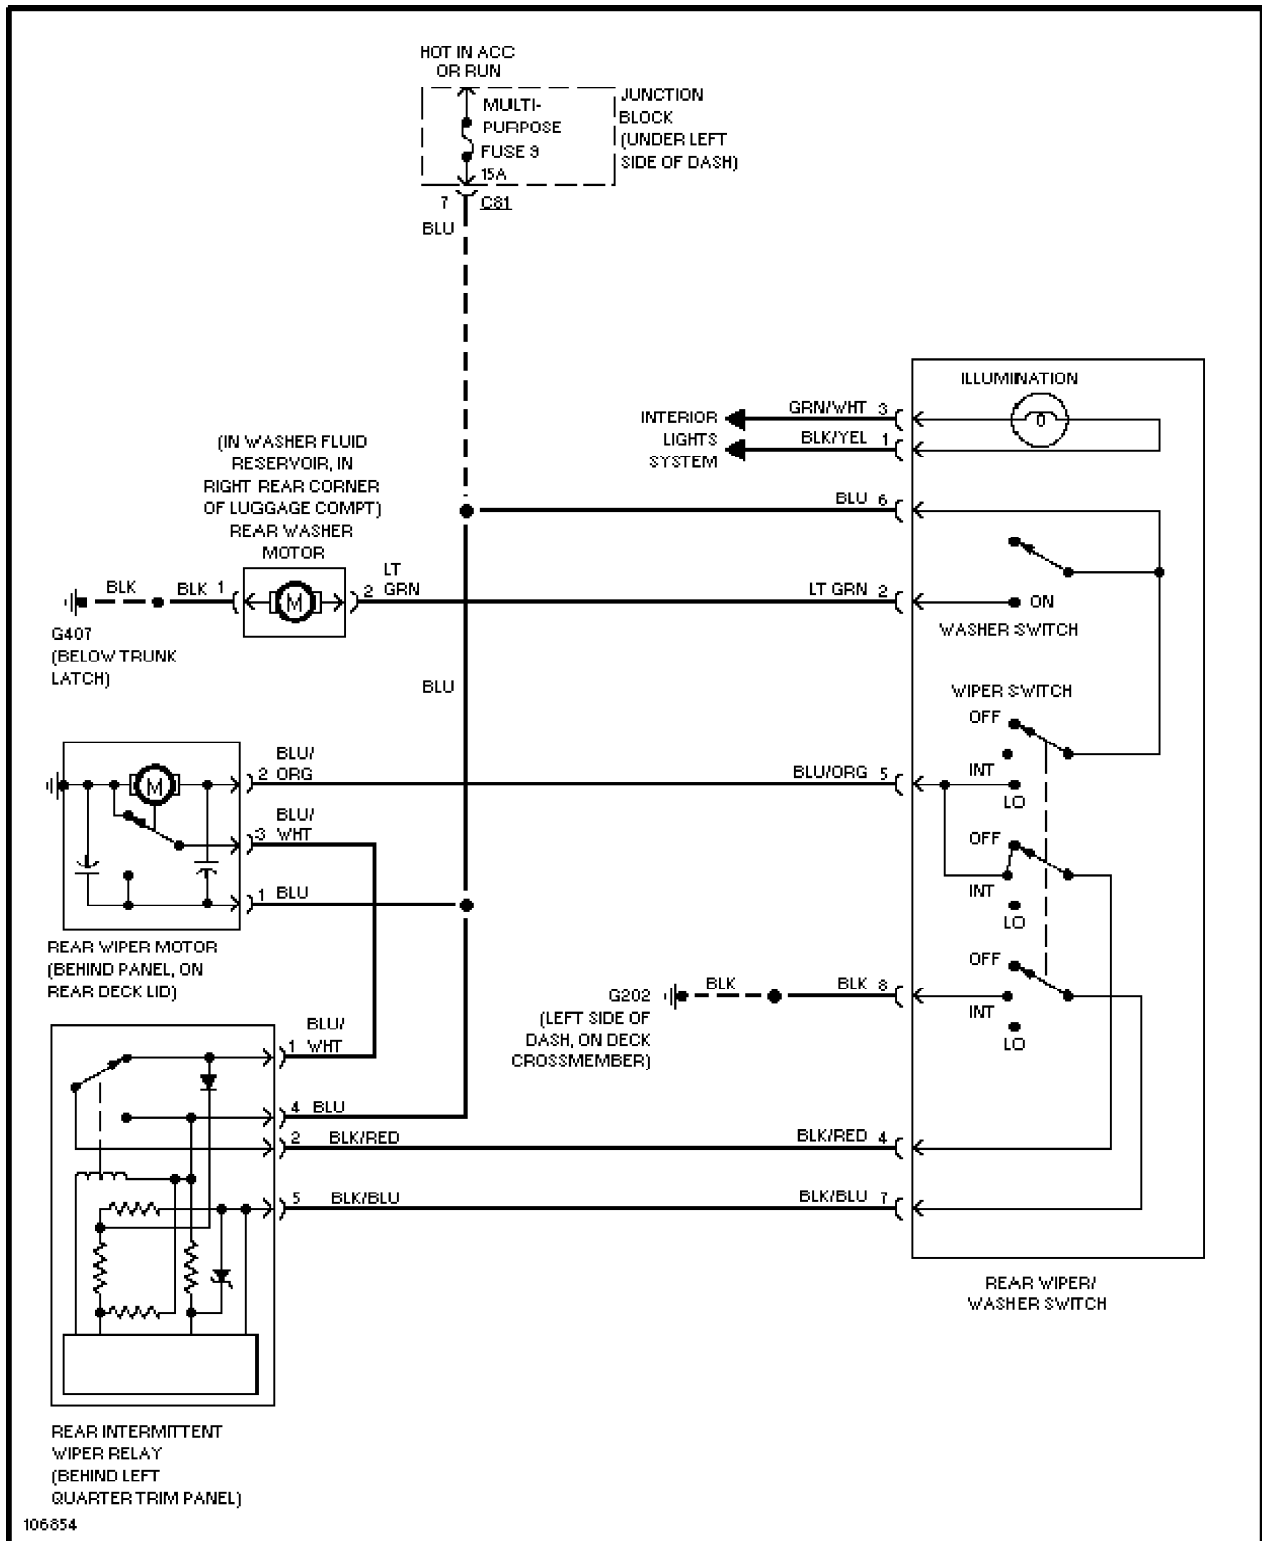 HOT IN ACC
OR RUN
MULTI-
PURPOSE
FUSE 9
15A
JUNCTION
BLOCK
(UNDER LEFT
SIDE OF DASH)
7 C81
BLU
ILLUMINATION
0
INTERIOR
LIGHTS
SYSTEM
GRN/WHT 3
BLK/YEL 1
BLU 6
(IN WASHER FLUID
RESERVOIR, IN
RIGHT REAR CORNER
OF LUGGAGE COMPT)
REAR WASHER
MOTOR
BLK
BLK 1
M
2
LT
GRN
LT GRN 2
ON
WASHER SWITCH
G407
(BELOW TRUNK
LATCH)
BLU
WIPER SWITCH
OFF
INT
LO
M
2
BLU/
ORG
BLU/ORG 5
3
BLU/
WHT
OFF
INT
LO
1 BLU
REAR WIPER MOTOR
(BEHIND PANEL, ON
REAR DECK LID)
OFF
INT
LO
G202
(LEFT SIDE OF
DASH, ON DECK
CROSSMEMBER)
BLK
BLK 8
BLU/
1 WHT
4 BLU
2 BLK/RED
BLK/RED 4
5 BLK/BLU
BLK/BLU 7
REAR WIPER/
WASHER SWITCH
REAR INTERMITTENT
WIPER RELAY
(BEHIND LEFT
QUARTER TRIM PANEL)
106854